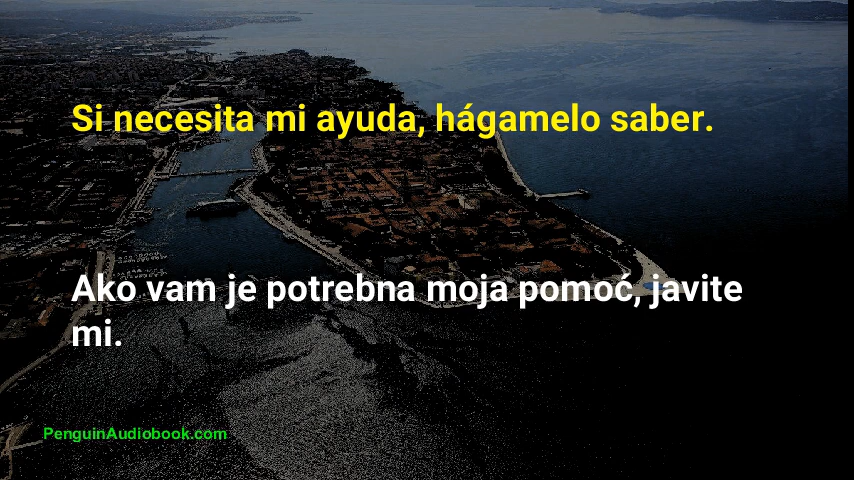 Si necesita mi ayuda, hágamelo saber.
Ako vam je potrebna moja pomoć, javite
mi.
PenguinAudiobook.com